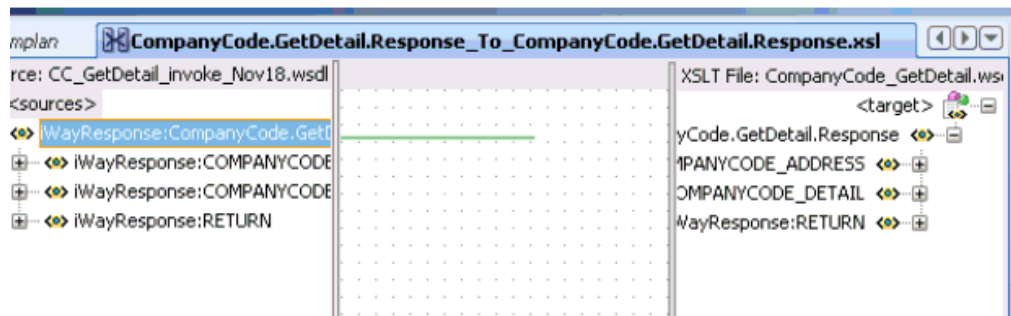 mplan CompanyCode.GetDetail.Response_To_CompanyCode.GetDetail.Response.xsl
rce: CC_GetDetail_invoke_Nov18.wsdl XSLT File: CompanyCode_GetDetail.ws
<sources> <target>
iWayResponse:CompanyCode.GetD yCode.GetDetail.Response
iWayResponse:COMPANYCODE MPANYCODE_ADDRESS
iWayResponse:COMPANYCODE OMPANYCODE_DETAIL
iWayResponse:RETURN WayResponse:RETURN